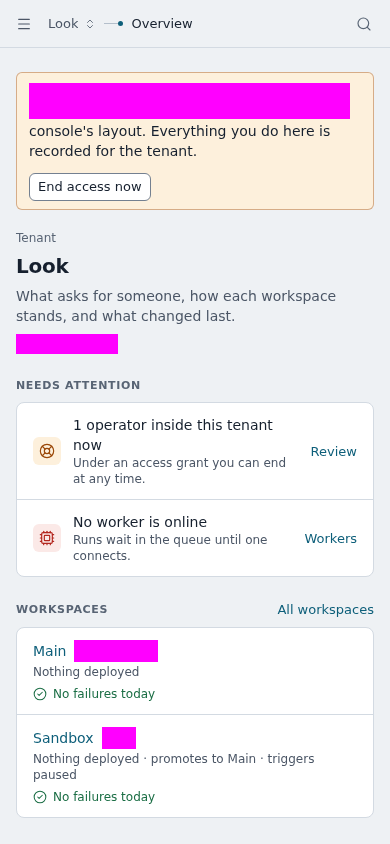 Look
Overview
console's layout. Everything you do here is
recorded for the tenant.
End access now
Tenant
Look
What asks for someone, how each workspace
stands, and what changed last.
NEEDS ATTENTION
1 operator inside this tenant
now
Under an access grant you can end
at any time.
Review
No worker is online
Runs wait in the queue until one
connects.
Workers
WORKSPACES
All workspaces
Main
Nothing deployed
No failures today
Sandbox
Nothing deployed · promotes to Main · triggers
paused
No failures today